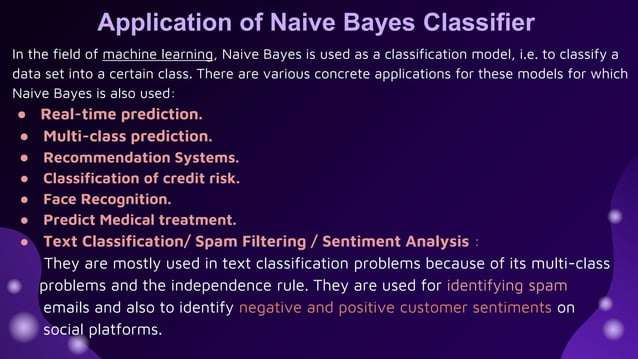 Application of Naive Bayes Classifier
In the field of machine learning, Naive Bayes is used as a classification model, i.e. to classify a
data set into a certain class. There are various concrete applications for these models for which
Naive Bayes is also used:
● Real-time prediction.
● Multi-class prediction.
● Recommendation Systems.
● Classification of credit risk.
● Face Recognition.
● Predict Medical treatment.
● Text Classification/ Spam Filtering / Sentiment Analysis :
They are mostly used in text classification problems because of its multi-class
problems and the independence rule. They are used for identifying spam
emails and also to identify negative and positive customer sentiments on
social platforms.